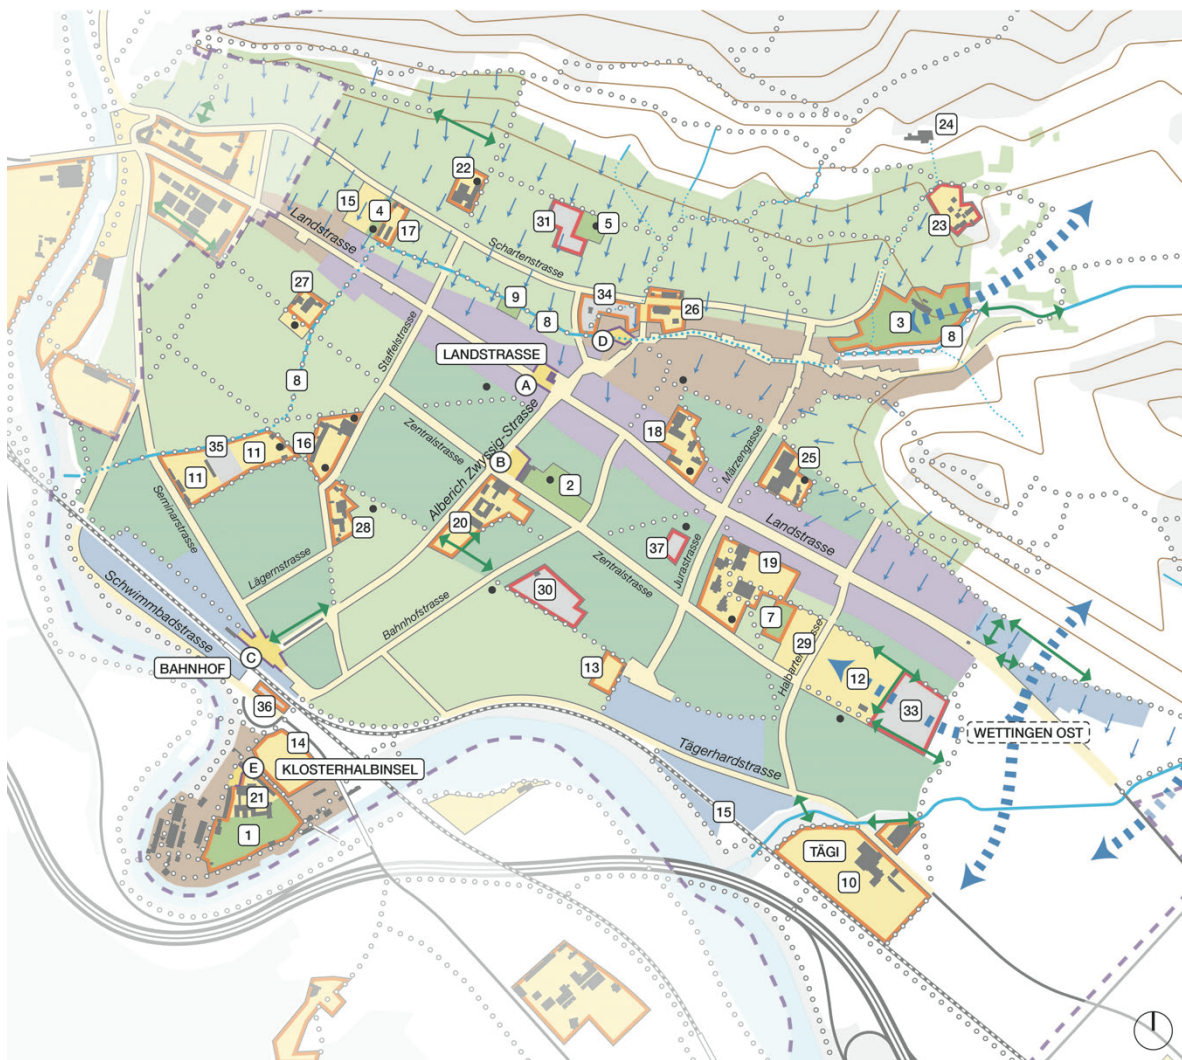 24
22
23
15
4
31
5
17
Landstrasse
Schartenstrasse
27
9
34
26
3
8
8
D
Staffelstrasse
LANDSTRASSE
8
A
Zentralstrasse
Alberich Zwyssig-Strasse
18
Märzengasse
16
35
11
11
B
25
2
Seminarstrasse
28
20
37
Landstrasse
Jurastrasse
19
Lägernstrasse
Zentralstrasse
30
Bahnhofstrasse
7
29
Schwimmbadstrasse
Halbartenstrasse
C
BAHNHOF
13
12
33
36
WETTINGEN OST
14
Tägerhardstrasse
E
KLOSTERHALBINSEL
21
15
1
TÄGI
10